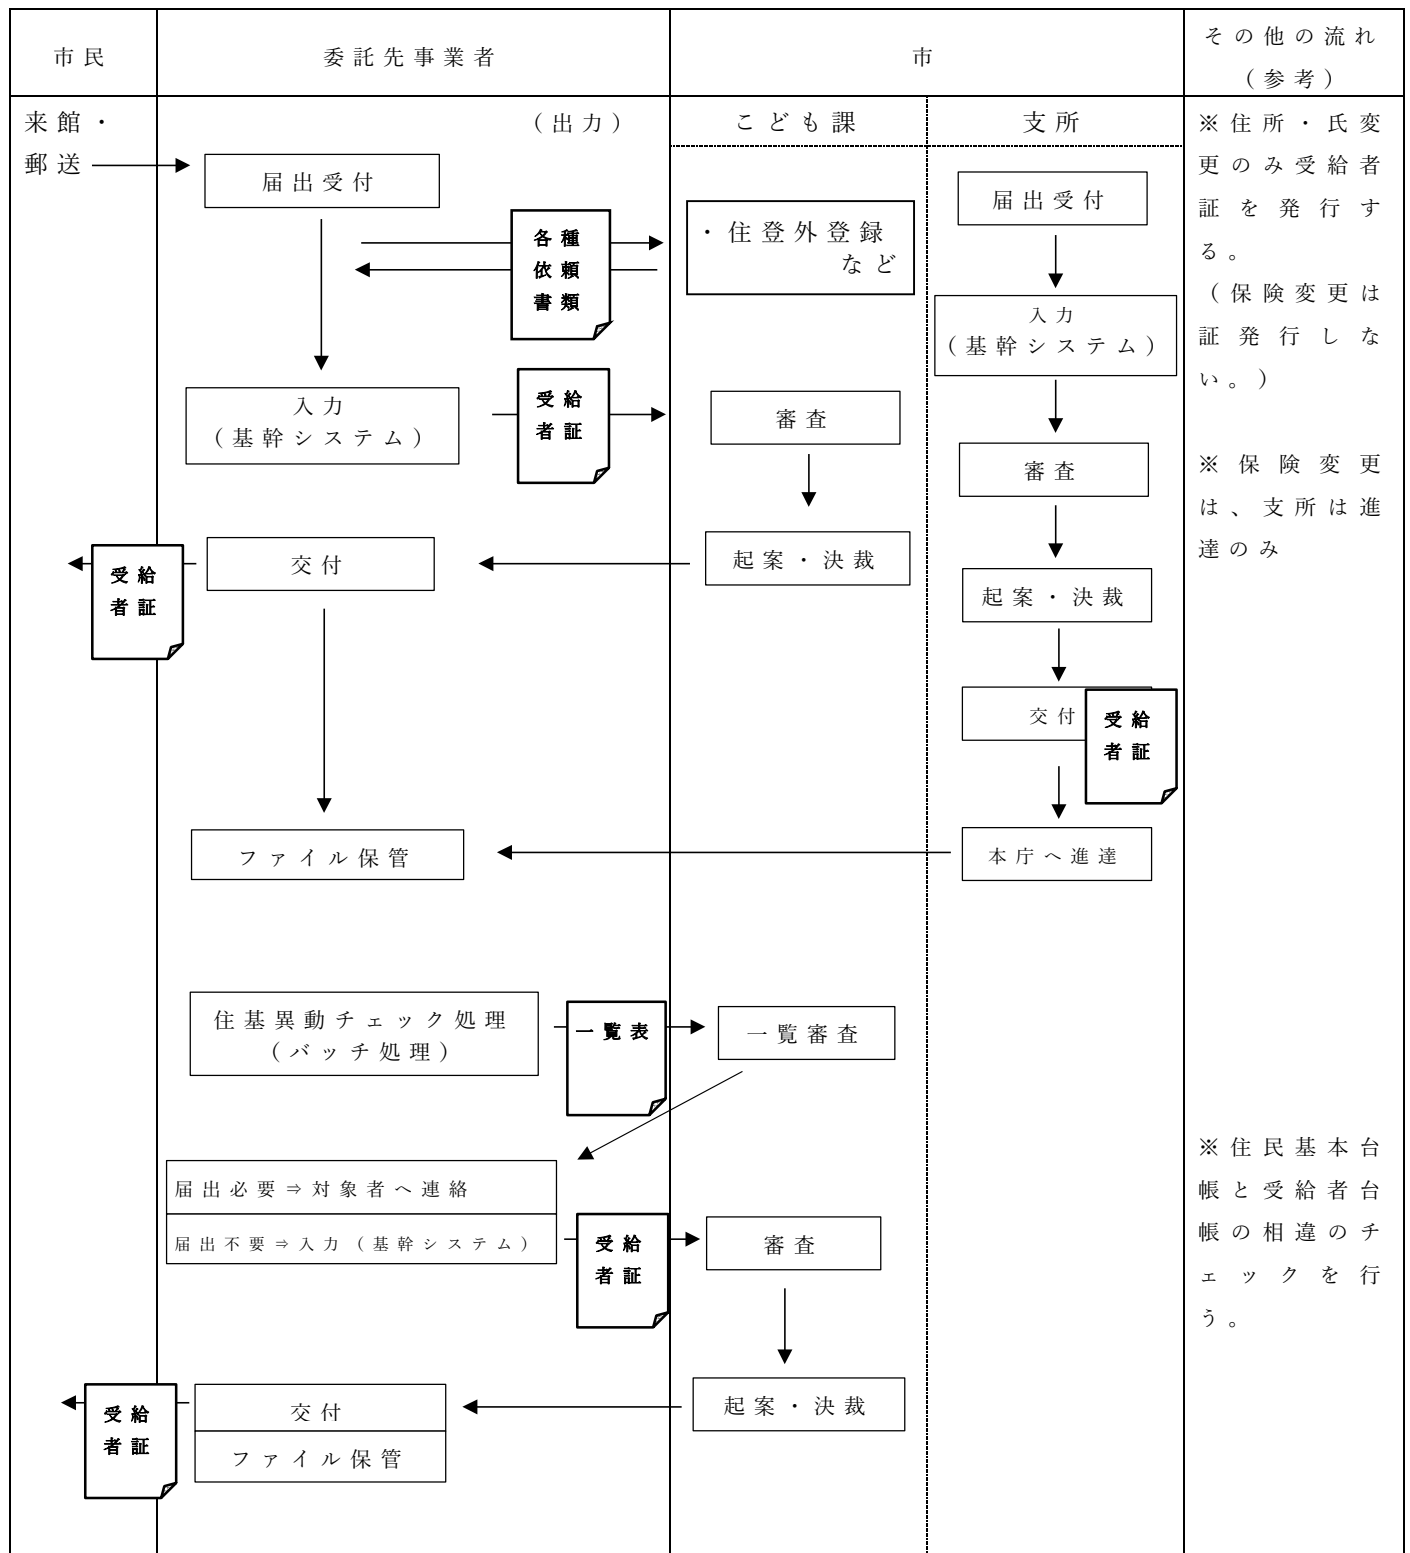 市民
委託先事業者
市
その他の流れ
（参考）
来館・
郵送
（出力）
こども課
支所
届出受付
各種
依頼
書類
・住登外登録
など
届出受付
入力
（基幹システム）
入力
（基幹システム）
受給
者証
審査
審査
受給
者証
交付
起案・決裁
起案・決裁
交付
受給
者証
ファイル保管
本庁へ進達
住基異動チェック処理
（バッチ処理）
一覧表
一覧審査
届出必要⇒対象者へ連絡
届出不要⇒入力（基幹システム）
受給
者証
審査
受給
者証
交付
ファイル保管
起案・決裁
※住所・氏変
更のみ受給者
証を発行す
る。
（保険変更は
証発行しな
い。）
※保険変更
は、支所は進
達のみ
※住民基本台
帳と受給者台
帳の相違のチ
ェックを行
う。